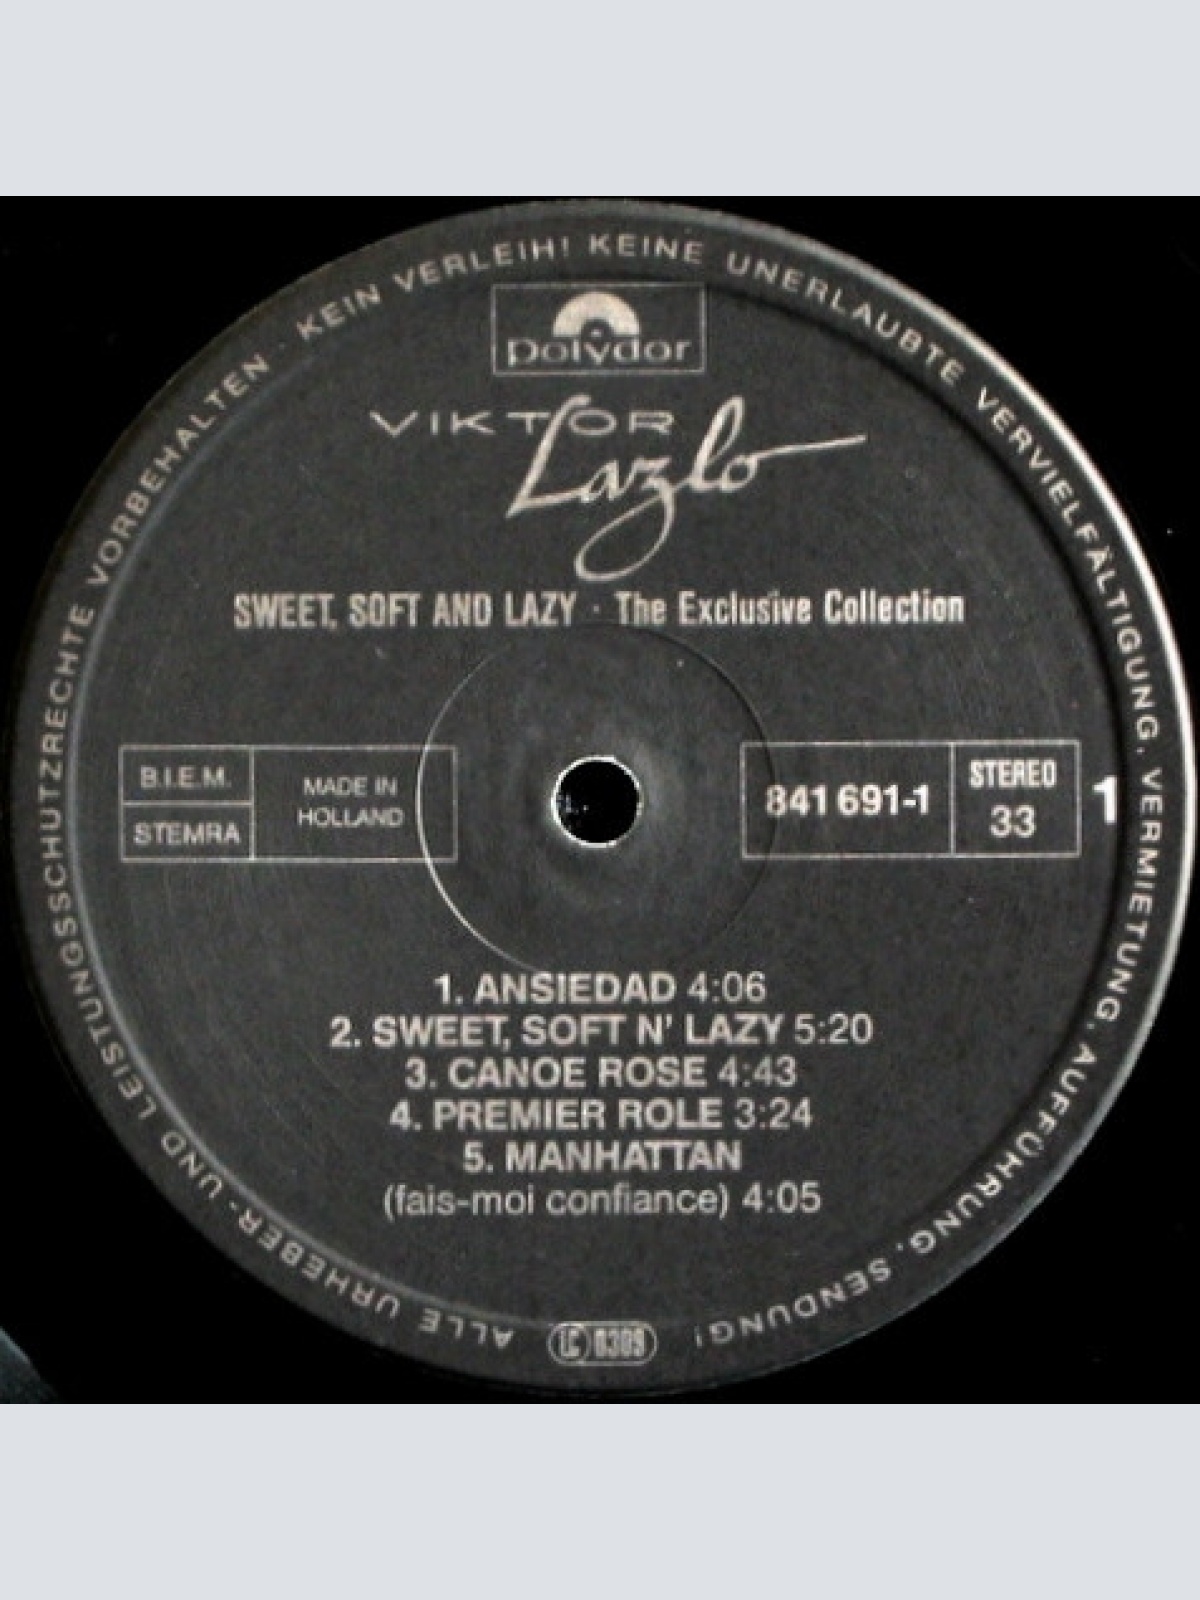 ALLE URHEBER- UND LEISTUNGSSCHUTZRECHTE VORBEHALTEN · KEIN VERLEIH! KEINE UNERLAUBTE VERVIELFÄLTIGUNG, VERMIETUNG, AUFFÜHRUNG, SENDUNG!
polydor
VIKTOR
Lazlo
SWEET, SOFT AND LAZY · The Exclusive Collection
B.I.E.M.
STEMRA
MADE IN
HOLLAND
841 691-1
STEREO
33
1
1. ANSIEDAD 4:06
2. SWEET, SOFT N' LAZY 5:20
3. CANOE ROSE 4:43
4. PREMIER ROLE 3:24
5. MANHATTAN
(fais-moi confiance) 4:05
LC 0309